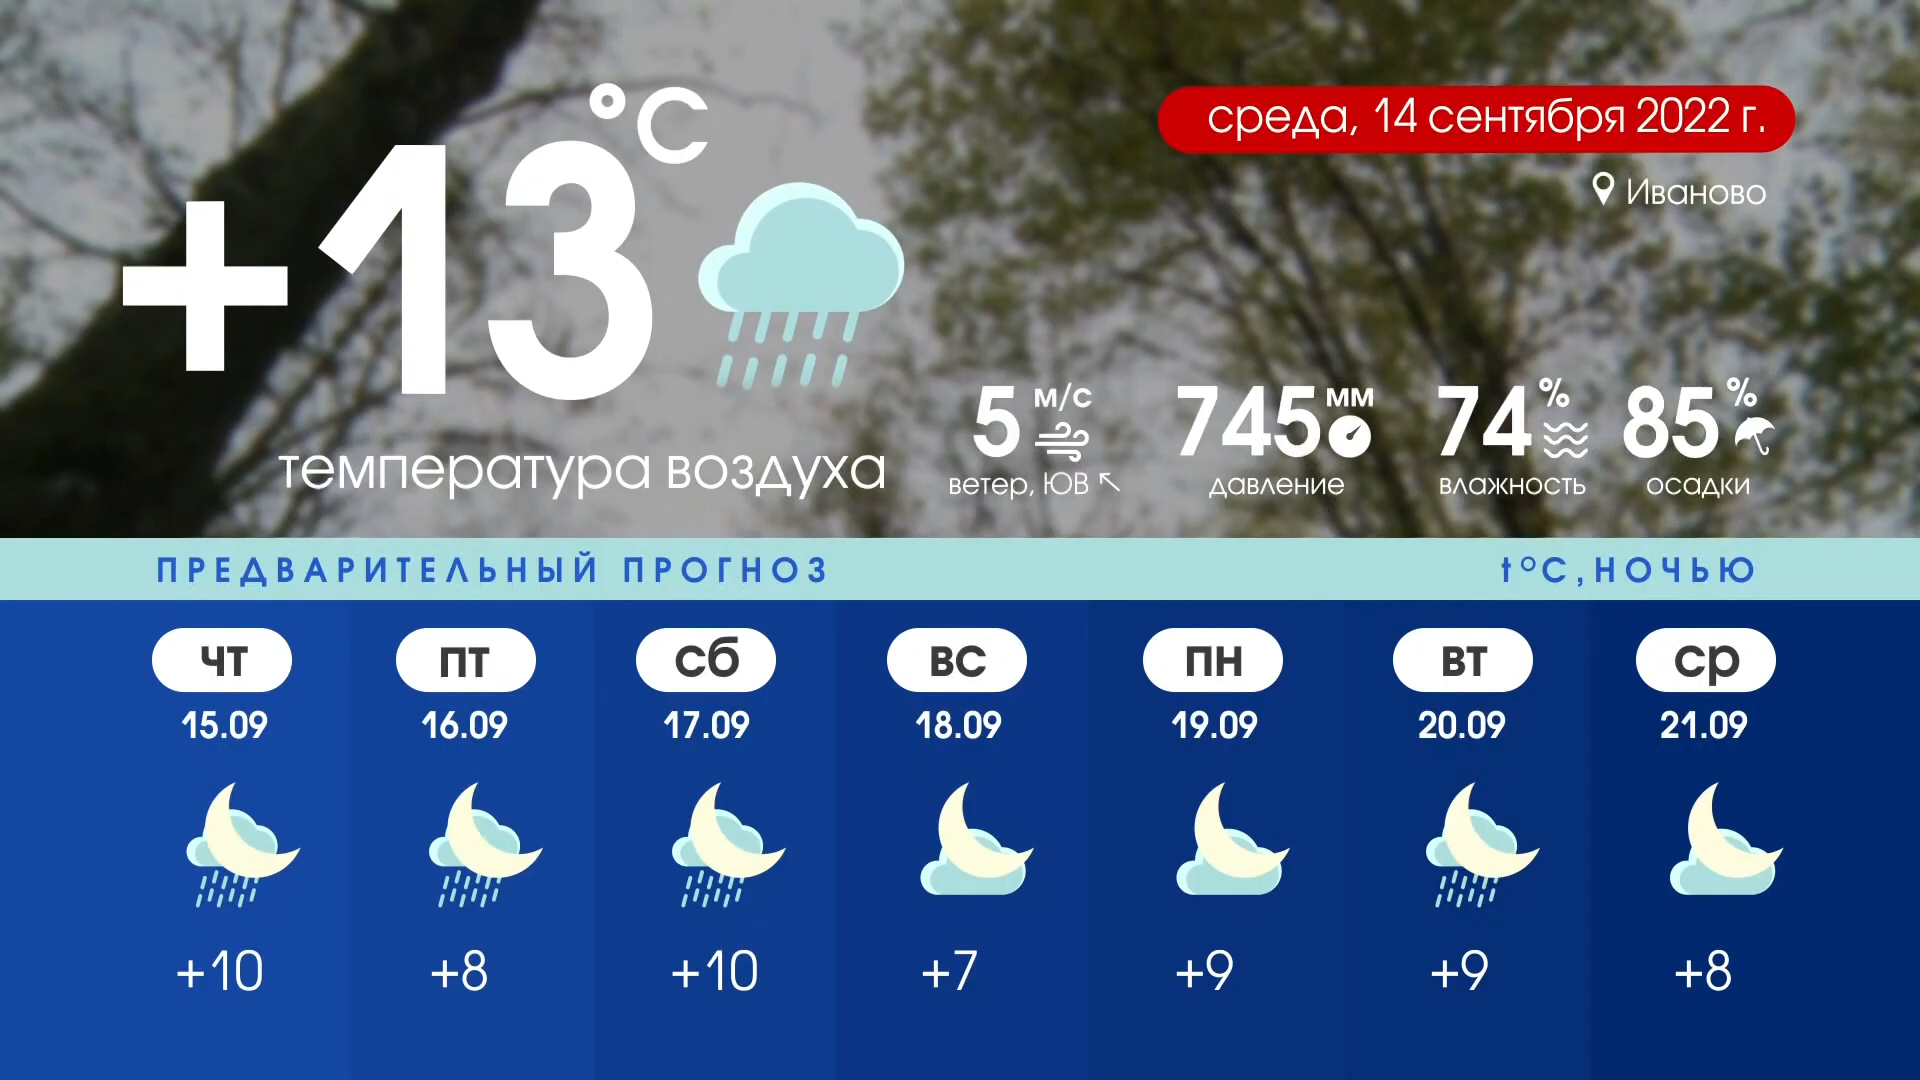 среда, 14 сентября 2022 г.
Иваново
+13 °C
температура воздуха
5 м/с
ветер, ЮВ ↖
745 мм
давление
74 %
влажность
85 %
осадки
ПРЕДВАРИТЕЛЬНЫЙ ПРОГНОЗ
t°C, НОЧЬЮ
чт пт сб вс пн вт ср
15.09 16.09 17.09 18.09 19.09 20.09 21.09
+10 +8 +10 +7 +9 +9 +8